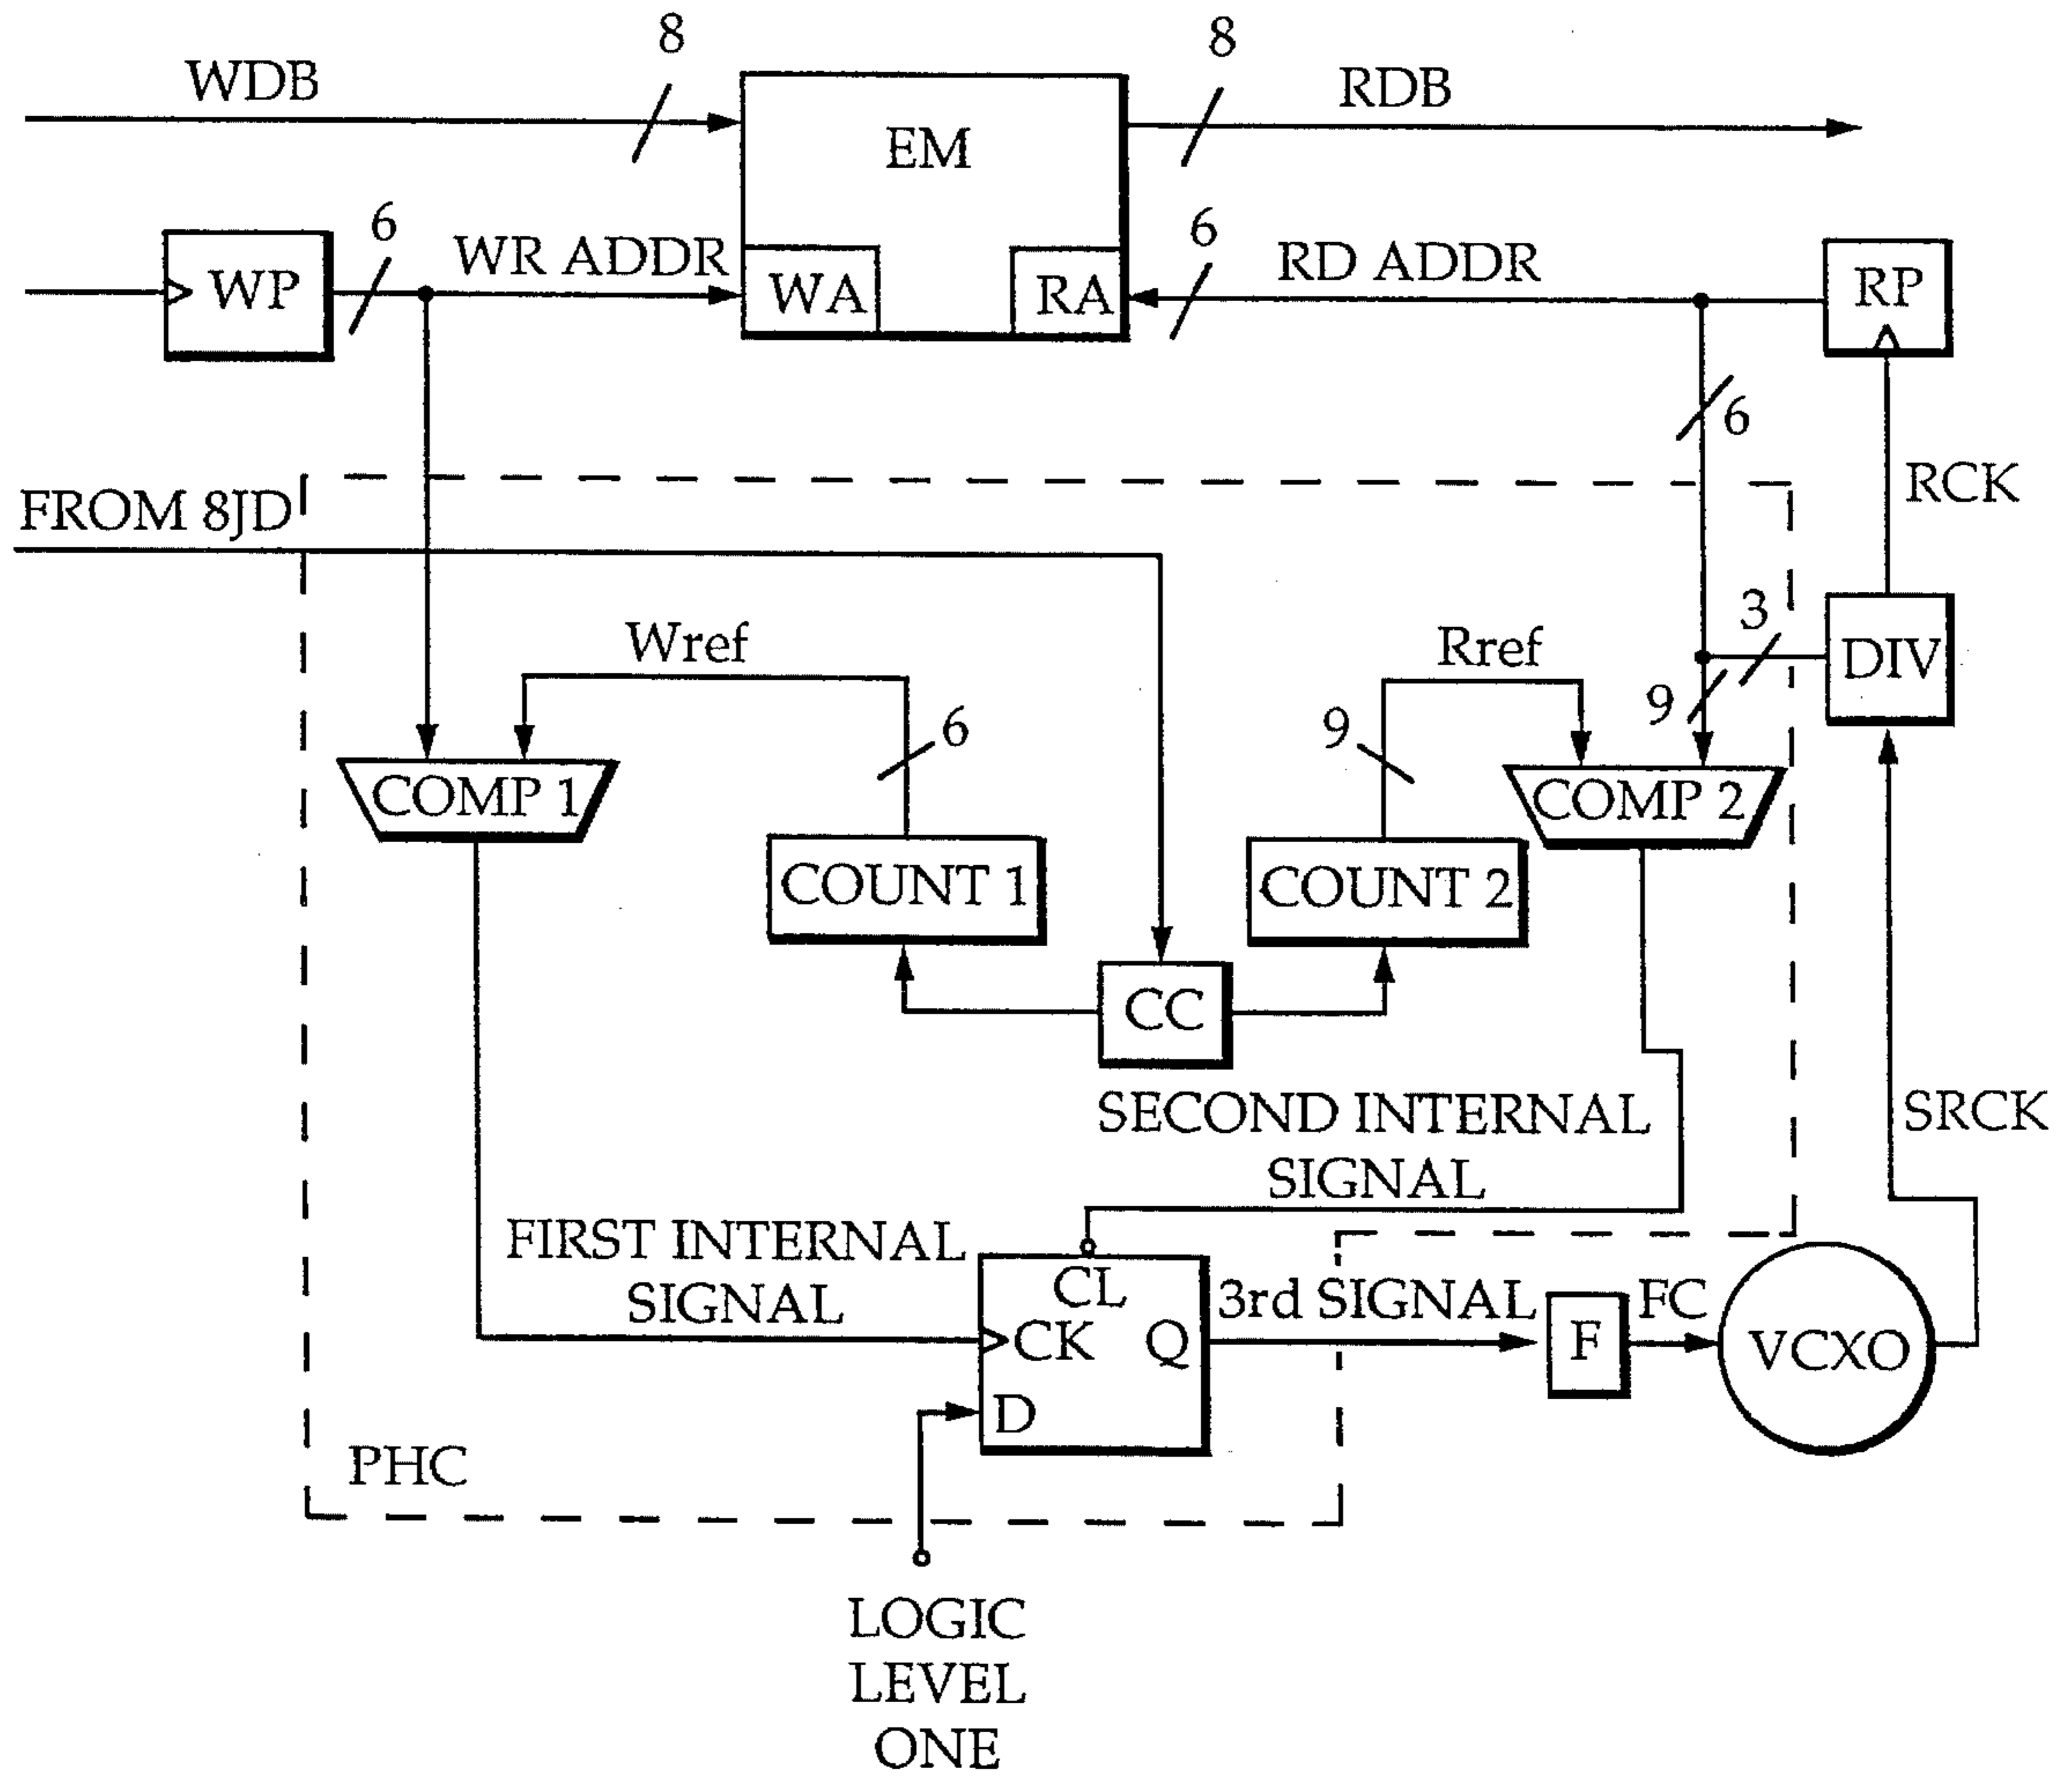 8
8
WDB
RDB
EM
6
WR ADDR
6
RD ADDR
WP
WA
RA
RP
6
RCK
FROM 8JD
3
Wref
Rref
DIV
9
6
9
COMP 1
COMP 2
COUNT 1
COUNT 2
CC
SECOND INTERNAL
SIGNAL
SRCK
FIRST INTERNAL
SIGNAL
CL
CK
Q
D
3rd SIGNAL
F
FC
VCXO
PHC
LOGIC
LEVEL
ONE